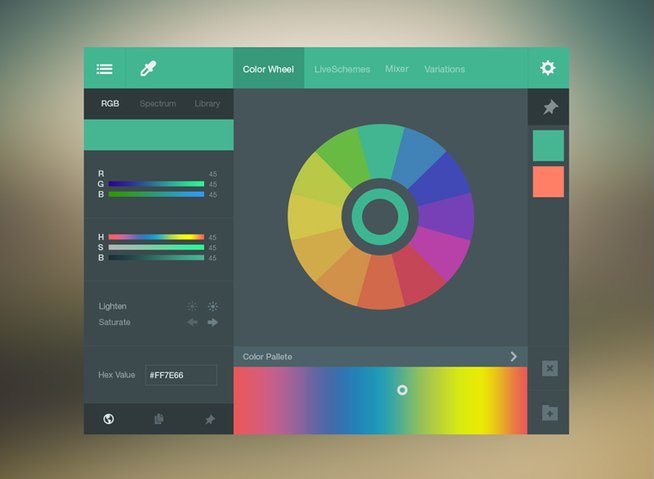 Color Wheel LiveSchemes Mixer Variations
RGB Spectrum Library
R 45
G 45
B 45
H 45
S 45
B 45
Lighten
Saturate
Color Pallete
Hex Value #FF7E66